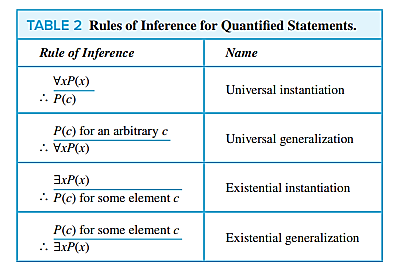 TABLE 2 Rules of Inference for Quantified Statements.
Rule of Inference Name
∀xP(x)
∴ P(c)
Universal instantiation
P(c) for an arbitrary c
∴ ∀xP(x)
Universal generalization
∃xP(x)
∴ P(c) for some element c
Existential instantiation
P(c) for some element c
∴ ∃xP(x)
Existential generalization